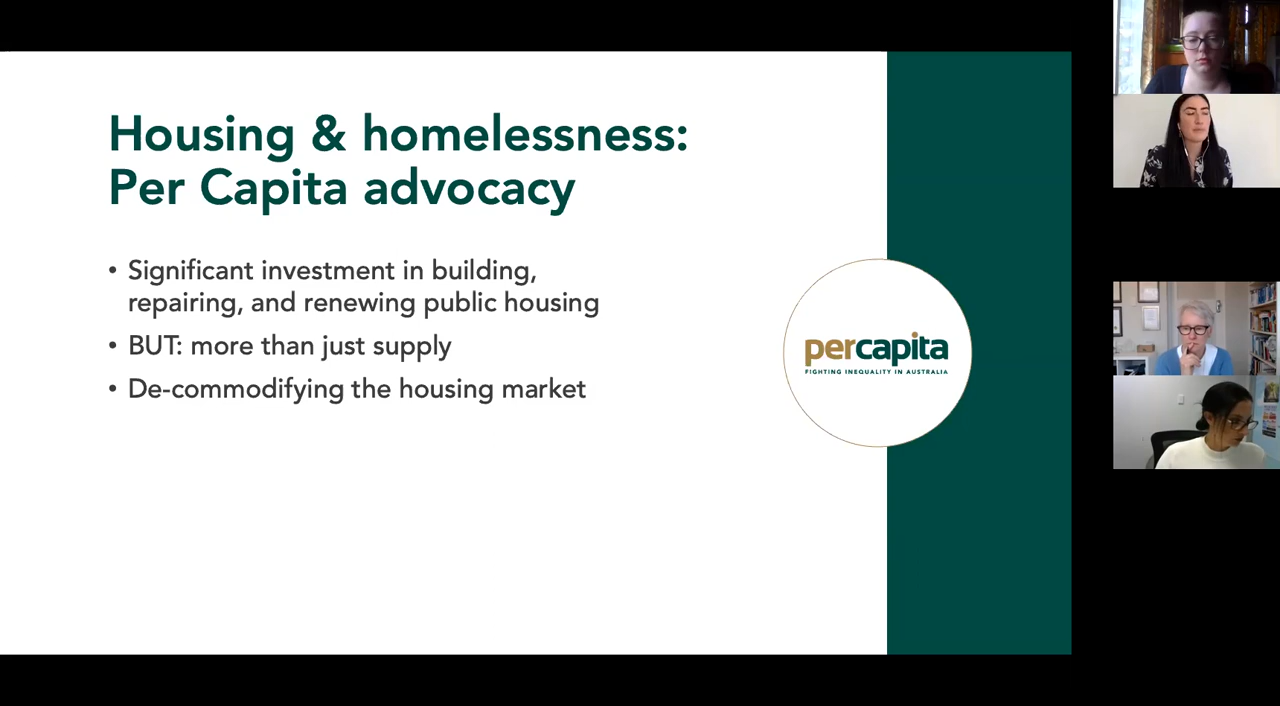 Housing & homelessness:
Per Capita advocacy
• Significant investment in building,
repairing, and renewing public housing
• BUT: more than just supply
• De-commodifying the housing market
percapita
FIGHTING INEQUALITY IN AUSTRALIA